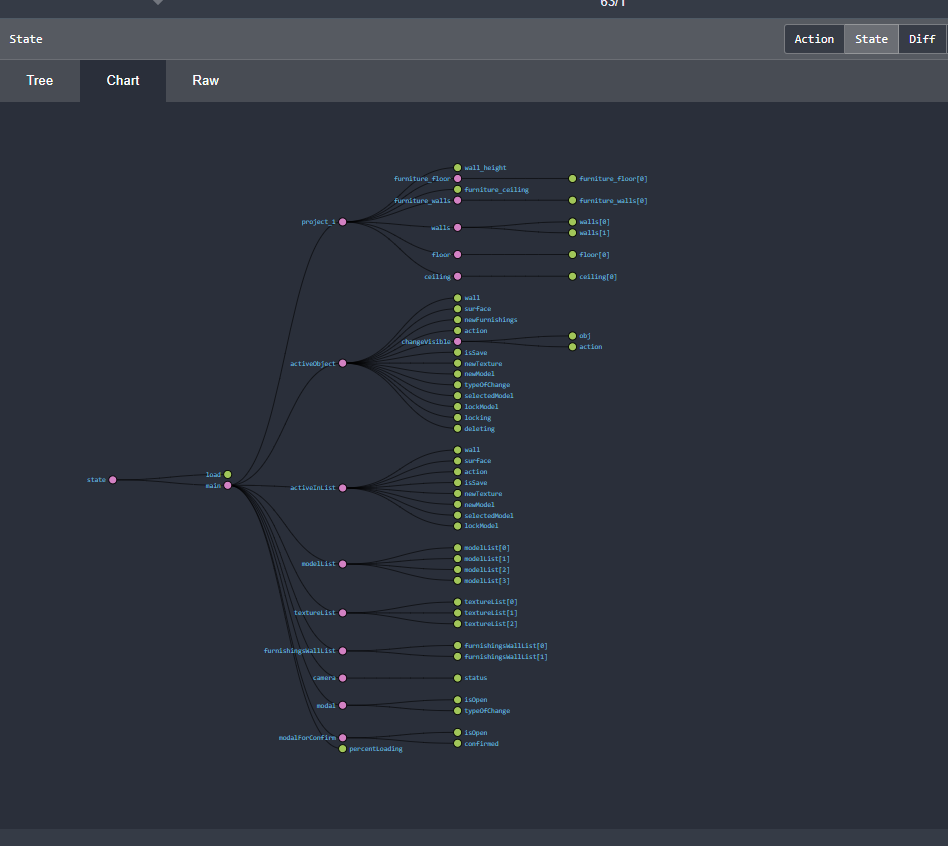 63/1
State
Action State Diff
Tree Chart Raw
wall_height
furniture_floor furniture_floor[0]
furniture_ceiling
furniture_walls furniture_walls[0]
project_1 walls[0]
walls
walls[1]
floor floor[0]
ceiling ceiling[0]
wall
surface
newFurnishings
action obj
changeVisible
action
isSave
activeObject newTexture
newModel
typeOfChange
selectedModel
lockModel
locking
deleting
wall
surface
action
load
state
isSave
main
activeInList
newTexture
newModel
selectedModel
lockModel
modelList[0]
modelList[1]
modelList
modelList[2]
modelList[3]
textureList[0]
textureList textureList[1]
textureList[2]
furnishingsWallList[0]
furnishingsWallList
furnishingsWallList[1]
camera status
isOpen
modal
typeOfChange
isOpen
modalForConfirm
confirmed
percentLoading